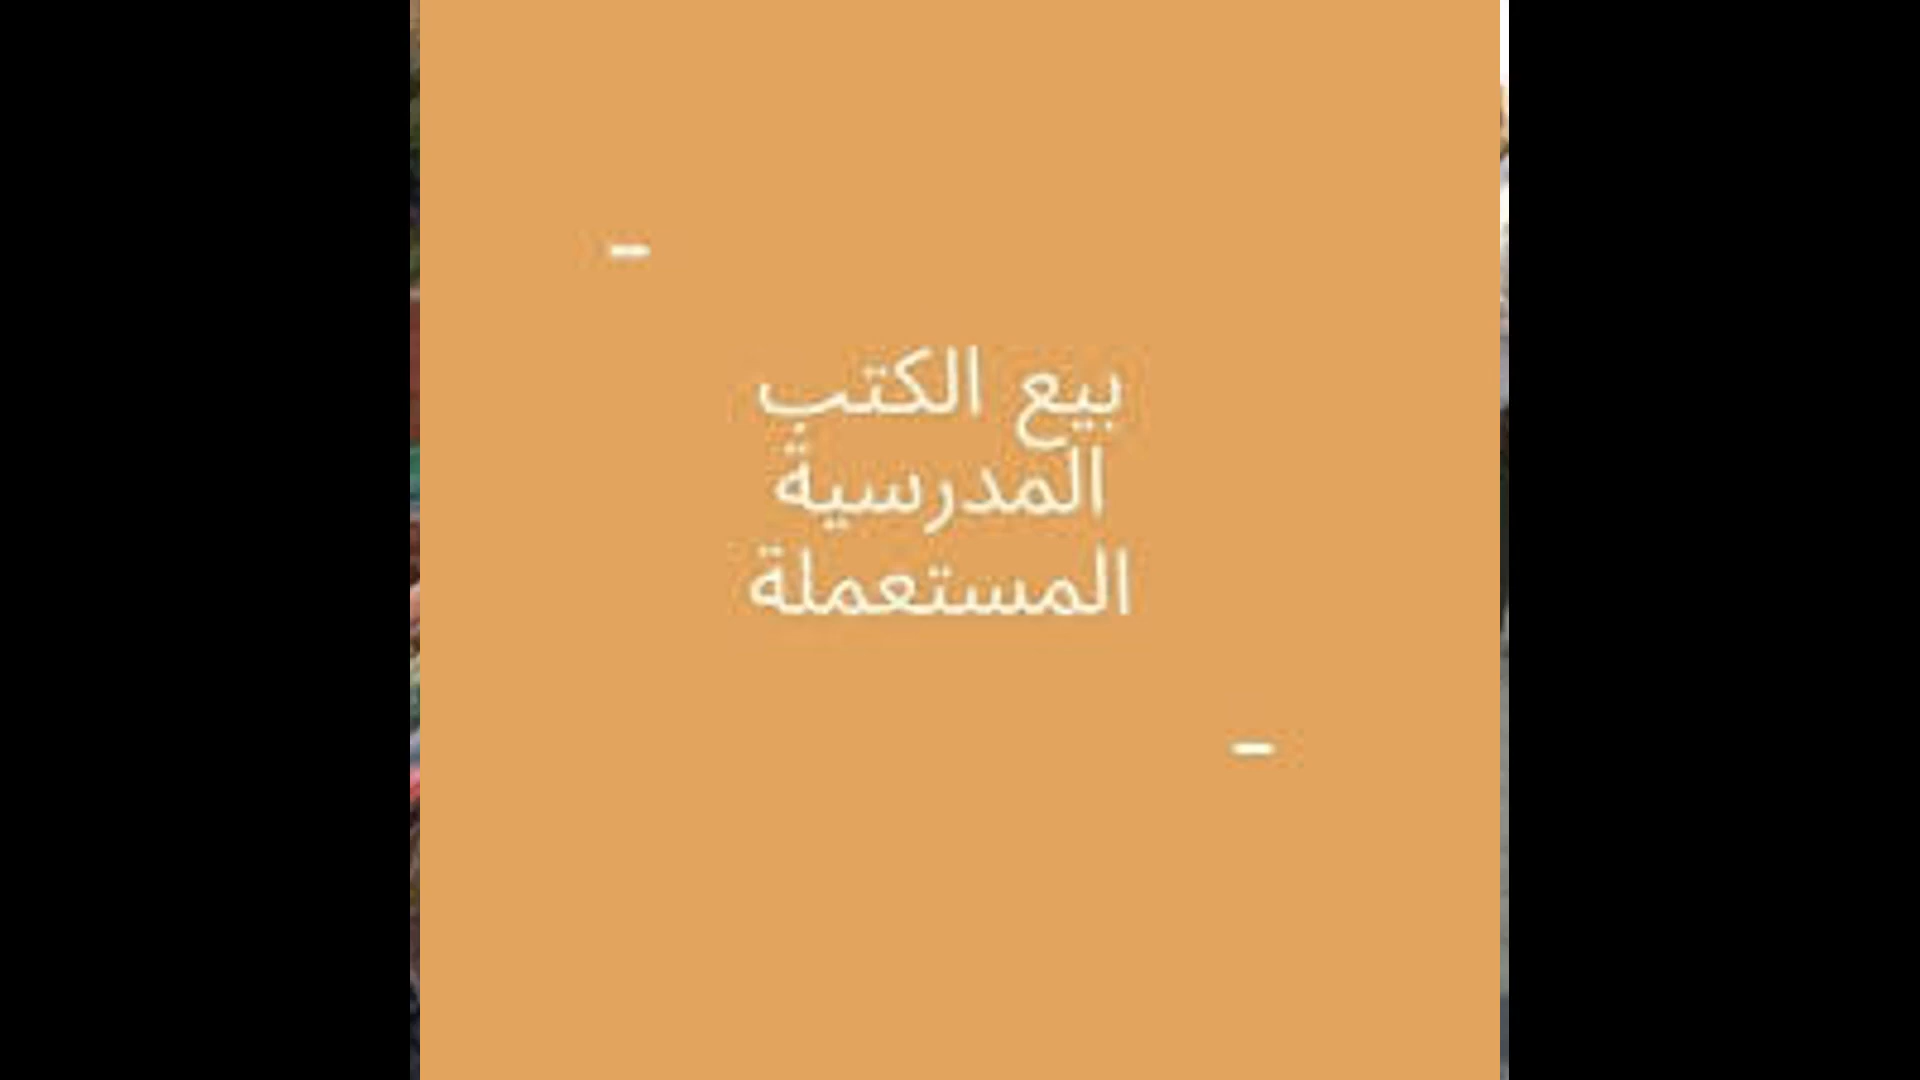 بيع الكتب
المدرسية
المستعملة